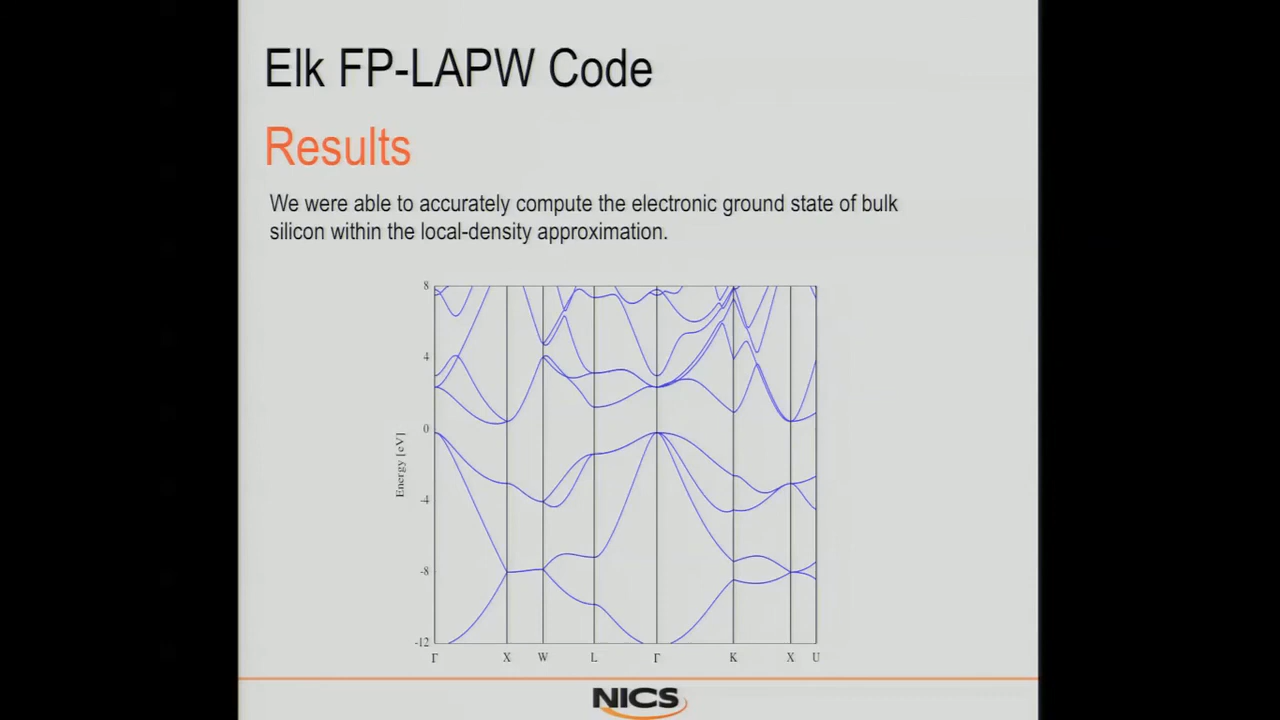 Elk FP-LAPW Code
Results
We were able to accurately compute the electronic ground state of bulk
silicon within the local-density approximation.
8
4
0
-4
-8
-12
Energy [eV]
Γ X W L Γ K X U
NICS